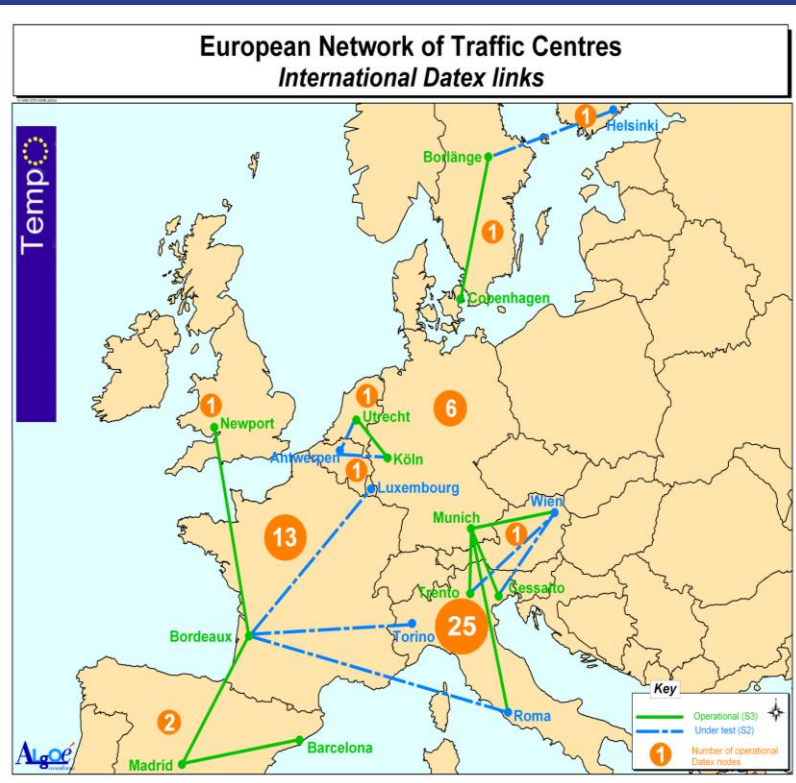 European Network of Traffic Centres
International Datex links
Tempo
1
Helsinki
Borlänge
1
Copenhagen
1
1
6
Newport
Utrecht
Antwerpen
Köln
1
Luxembourg
Wien
Munich
13
1
Trento
Cessalto
25
Bordeaux
Torino
Key
Operational (S3)
Under test (S2)
1
Number of operational
Datex nodes
2
Roma
Barcelona
Madrid
ALGOÉ